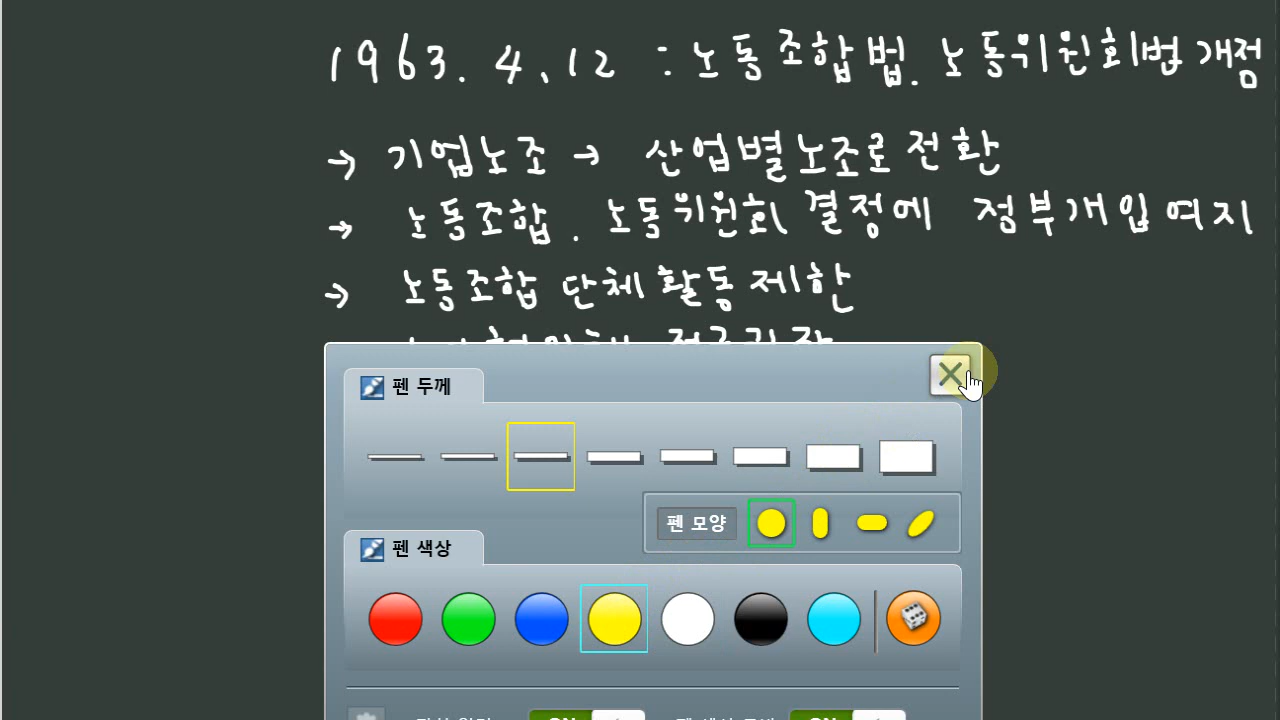 1963. 4. 12 : 노동조합법. 노동위원회법 개점
→ 기업노조 → 산업별노조로 전환
→ 노동조합. 노동위원회 결정에 정부개입여지
→ 노동조합 단체활동제한
펜 두께
펜 모양
펜 색상
ON
ON